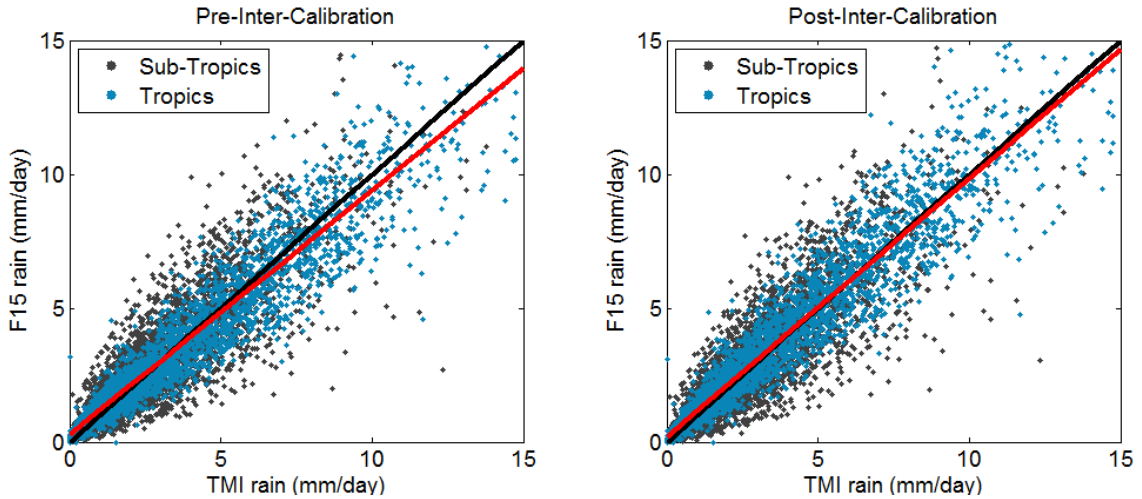 Pre-Inter-Calibration
15
Sub-Tropics
Tropics
10
5
0
F15 rain (mm/day)
0 5 10 15
TMI rain (mm/day)
Post-Inter-Calibration
15
Sub-Tropics
Tropics
10
5
0
F15 rain (mm/day)
0 5 10 15
TMI rain (mm/day)